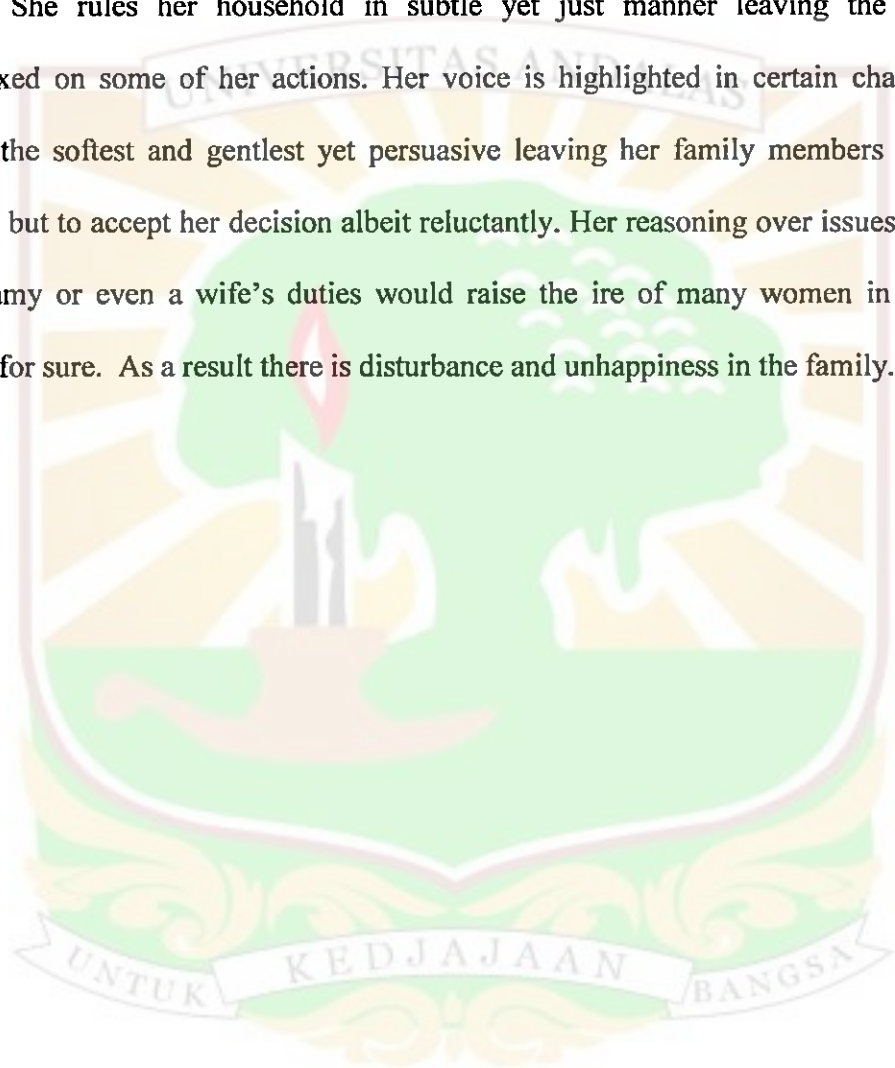 She rules her household in subtle yet just manner leaving the
xed on some of her actions. Her voice is highlighted in certain cha
the softest and gentlest yet persuasive leaving her family members
but to accept her decision albeit reluctantly. Her reasoning over issues
my or even a wife's duties would raise the ire of many women in
for sure. As a result there is disturbance and unhappiness in the family.
UNIVERSITAS ANDALAS
UNTUK KEDJAJAAN BANGSA